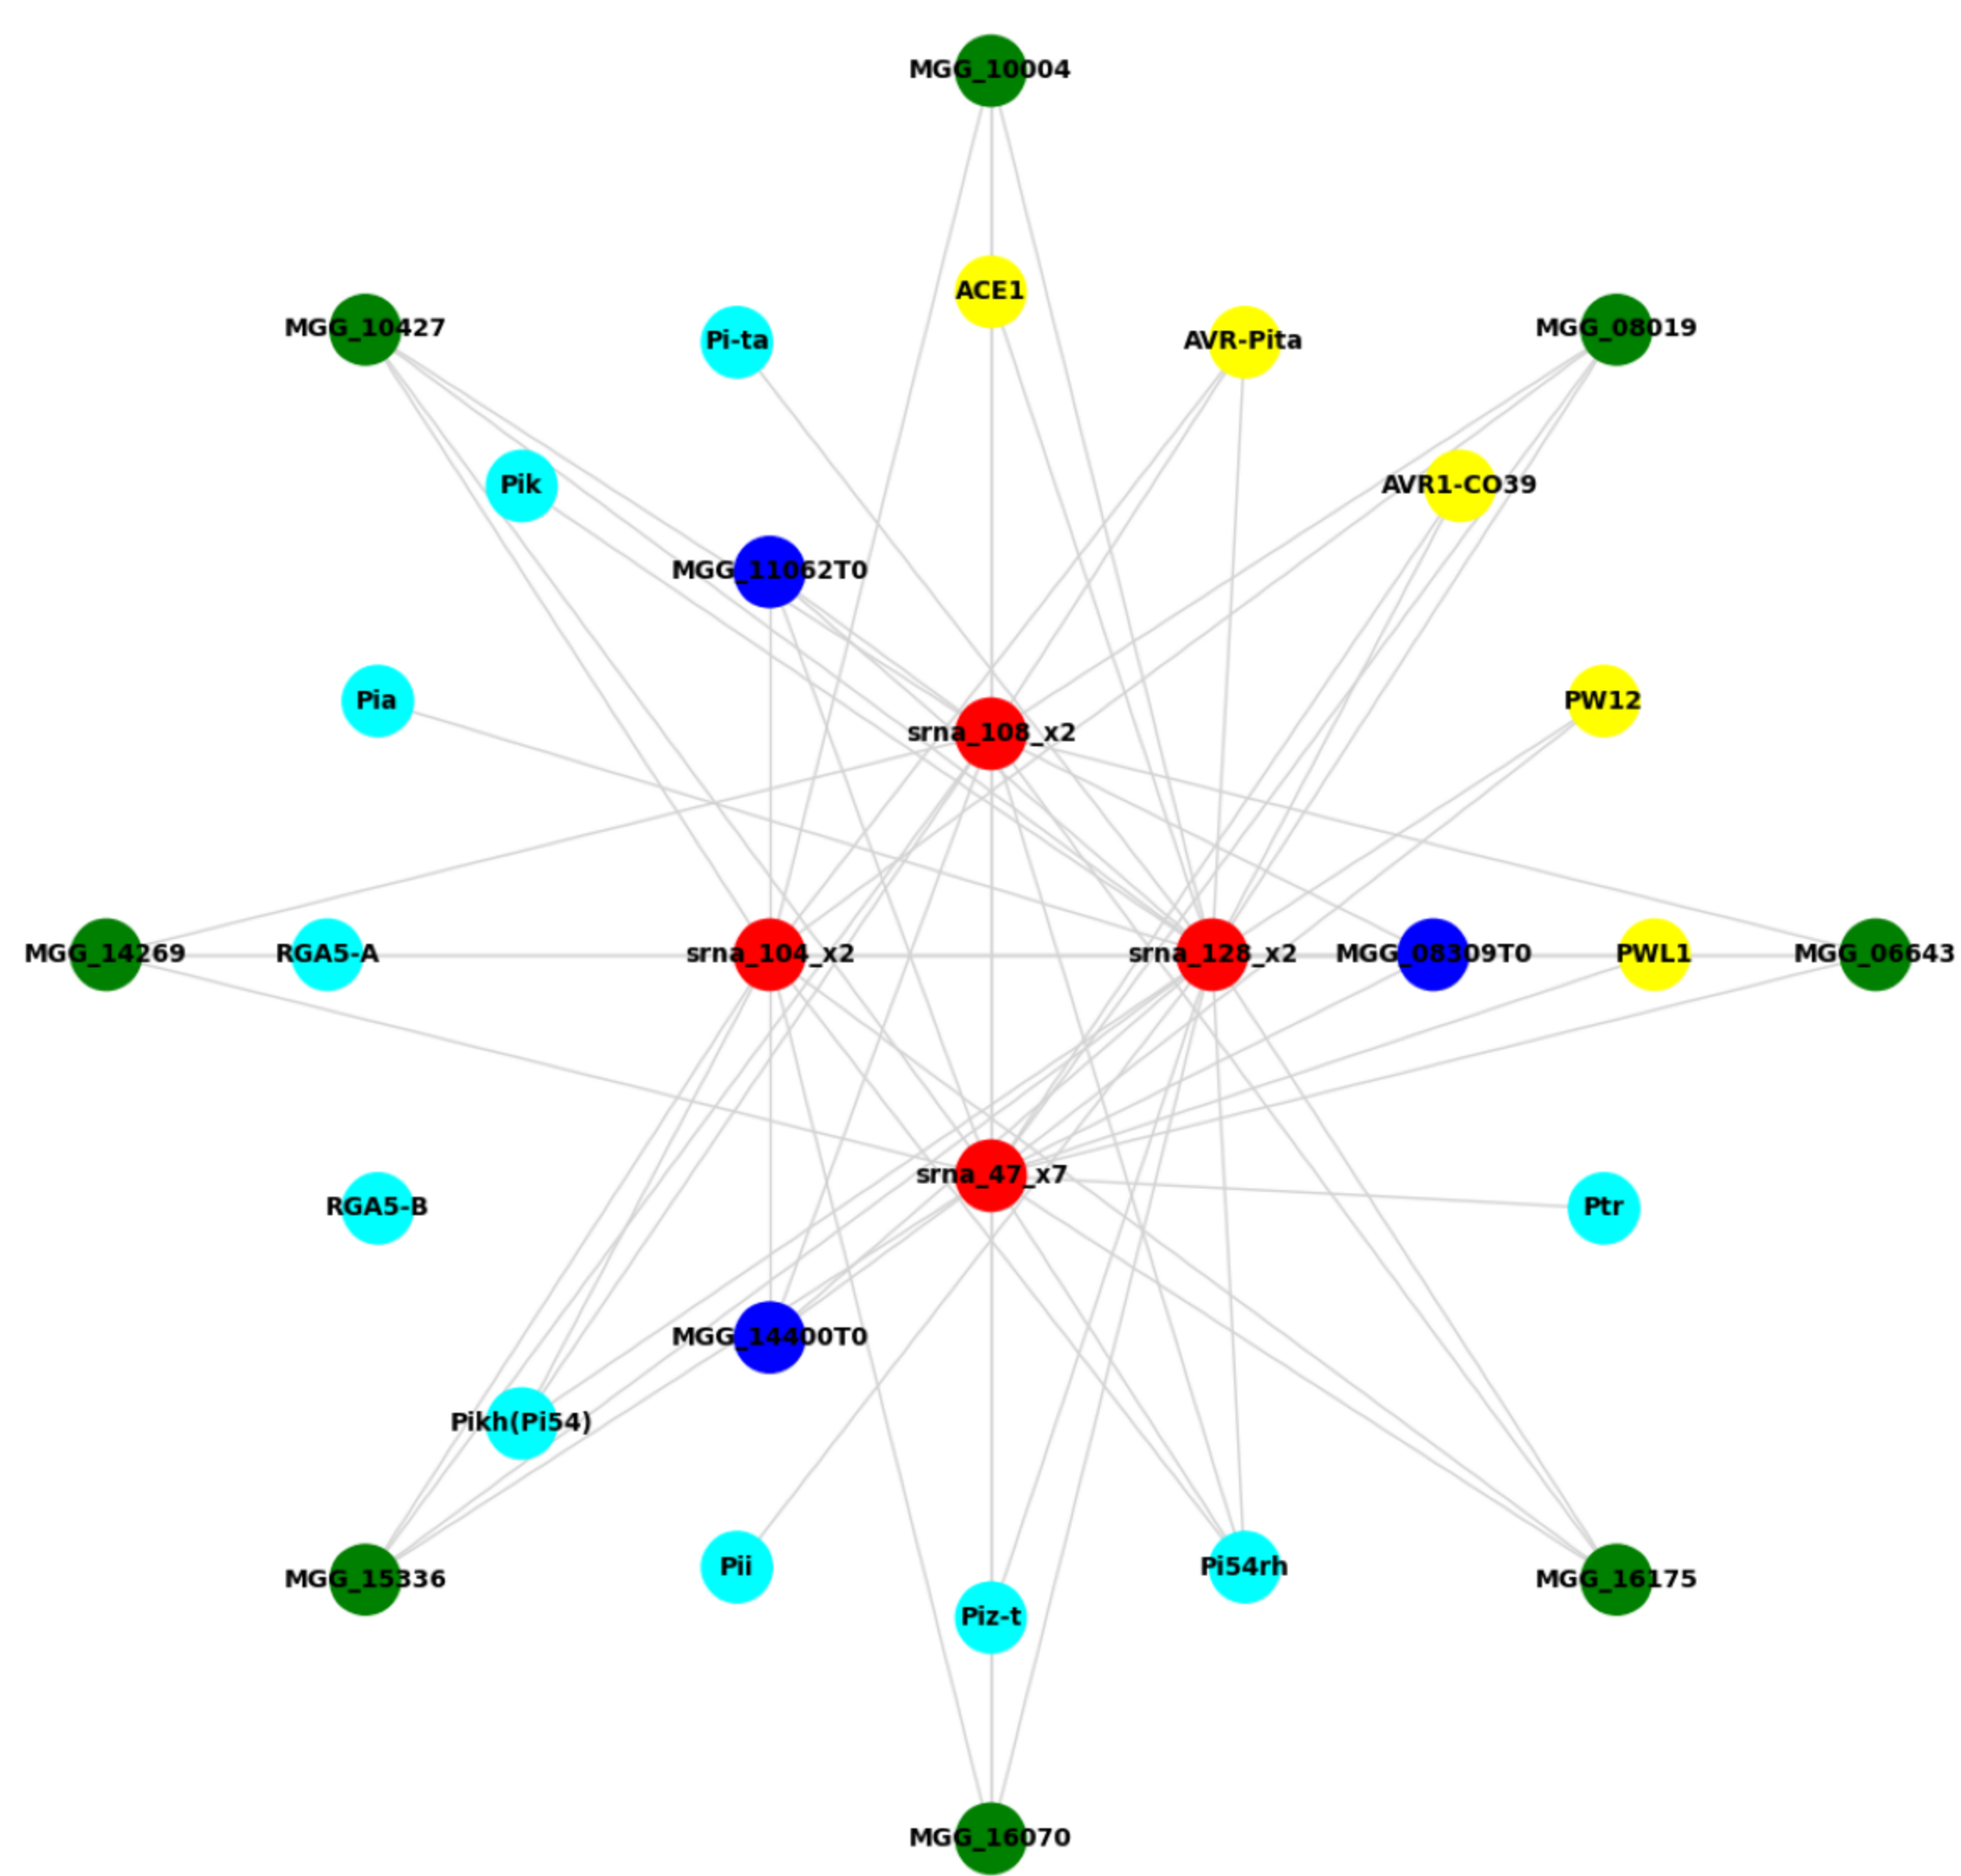 MGG_10004
ACE1
MGG_10427
Pi-ta
AVR-Pita
MGG_08019
Pik
AVR1-CO39
MGG_11062T0
Pia
PW12
srna_108_x2
MGG_14269
RGA5-A
srna_104_x2
srna_128_x2
MGG_08309T0
PWL1
MGG_06643
srna_47_x7
RGA5-B
Ptr
MGG_14400T0
Pikh(Pi54)
MGG_15336
Pii
Pi54rh
MGG_16175
Piz-t
MGG_16070